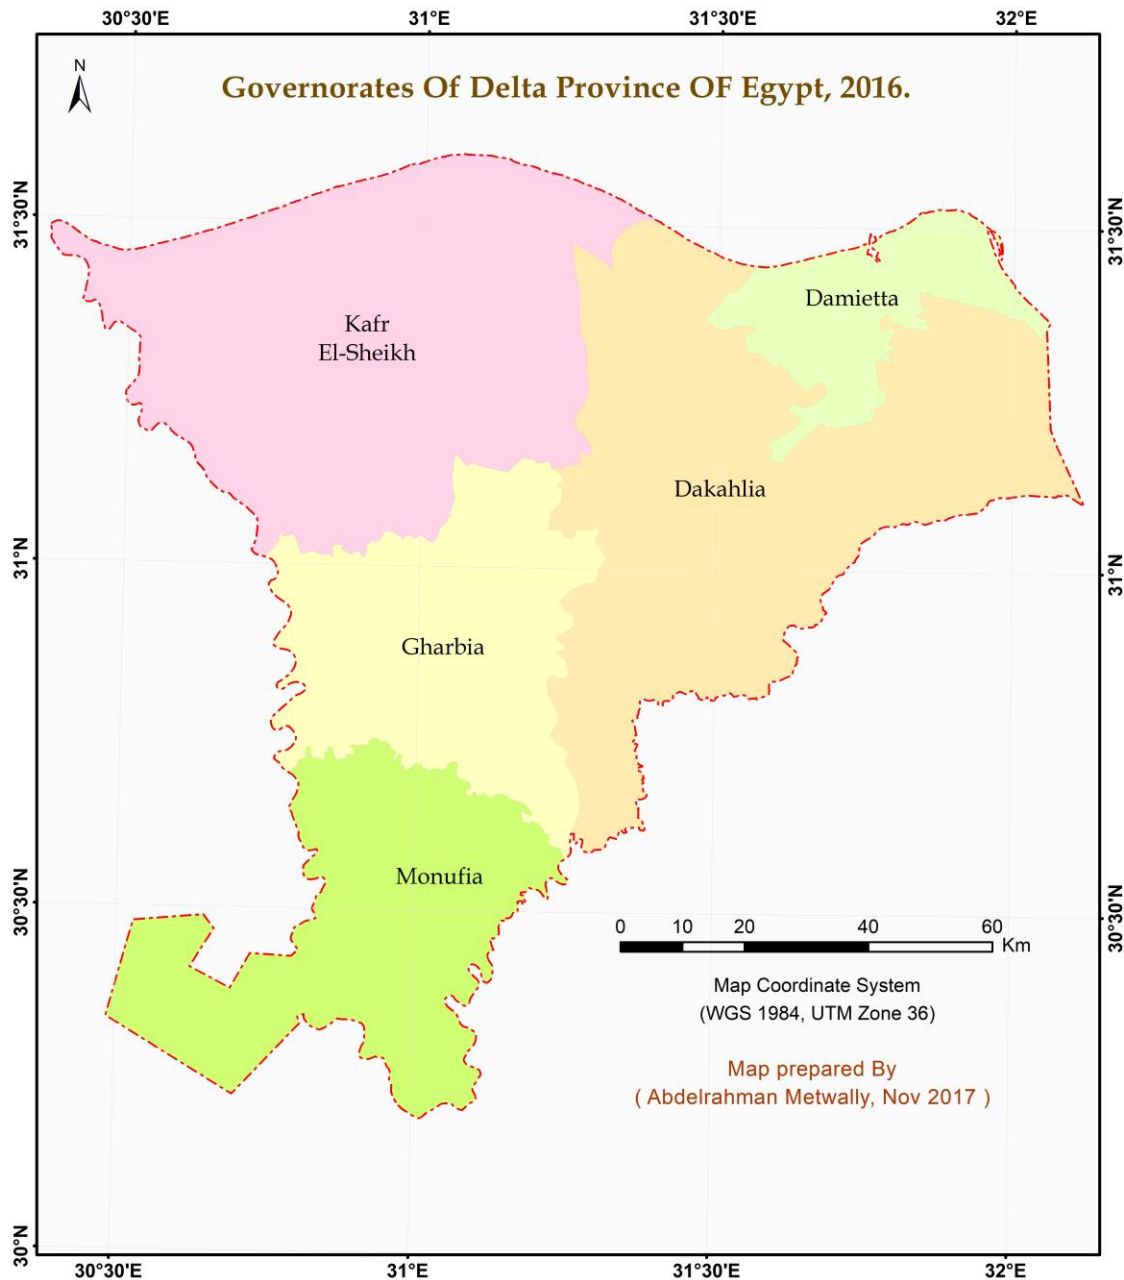 30°30'E 31°E 31°30'E 32°E
N
Governorates Of Delta Province OF Egypt, 2016.
31°30'N
31°30'N
Damietta
Kafr
El-Sheikh
Dakahlia
31°N
31°N
Gharbia
Monufia
30°30'N
30°30'N
0 10 20 40 60
Km
Map Coordinate System
(WGS 1984, UTM Zone 36)
Map prepared By
( Abdelrahman Metwally, Nov 2017 )
30°N
30°30'E 31°E 31°30'E 32°E